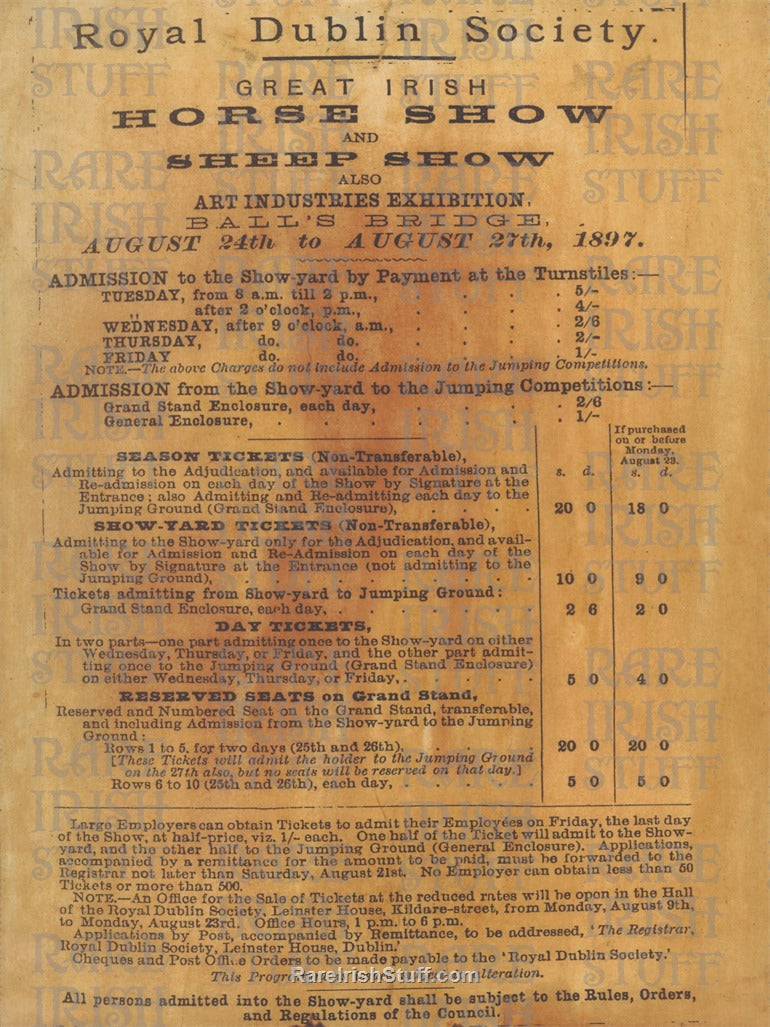 Royal Dublin Society.
GREAT IRISH
HORSE SHOW
AND
SHEEP SHOW
ALSO
ART INDUSTRIES EXHIBITION,
BALL'S BRIDGE,
AUGUST 24th to AUGUST 27th, 1897.
ADMISSION to the Show-yard by Payment at the Turnstiles:—
TUESDAY, from 8 a.m. till 2 p.m., . . . . 5/-
,, after 2 o'clock, p.m., . . . . 4/-
WEDNESDAY, after 9 o'clock, a.m., . . . . 2/6
THURSDAY, do. do. . . . . 2/-
FRIDAY do. do. . . . . 1/-
NOTE.—The above Charges do not include Admission to the Jumping Competitions.
ADMISSION from the Show-yard to the Jumping Competitions:—
Grand Stand Enclosure, each day, . . . . 2/6
General Enclosure, . . . . . . . 1/-
If purchased
on or before
Monday,
August 23.
SEASON TICKETS (Non-Transferable),
Admitting to the Adjudication, and available for Admission and s. d. s. d.
Re-admission on each day of the Show by Signature at the
Entrance; also Admitting and Re-admitting each day to the
Jumping Ground (Grand Stand Enclosure), . . . . 20 0 18 0
SHOW-YARD TICKETS (Non-Transferable),
Admitting to the Show-yard only for the Adjudication, and avail-
able for Admission and Re-Admission on each day of the
Show by Signature at the Entrance (not admitting to the
Jumping Ground), . . . . . . . . . . 10 0 9 0
Tickets admitting from Show-yard to Jumping Ground:
Grand Stand Enclosure, each day, . . . . . . . 2 6 2 0
DAY TICKETS,
In two parts—one part admitting once to the Show-yard on either
Wednesday, Thursday, or Friday, and the other part admit-
ting once to the Jumping Ground (Grand Stand Enclosure)
on either Wednesday, Thursday, or Friday, . . . . . 5 0 4 0
RESERVED SEATS on Grand Stand,
Reserved and Numbered Seat on the Grand Stand, transferable,
and including Admission from the Show-yard to the Jumping
Ground:
Rows 1 to 5, for two days (25th and 26th), . . . . 20 0 20 0
[These Tickets will admit the holder to the Jumping Ground
on the 27th also, but no seats will be reserved on that day.]
Rows 6 to 10 (25th and 26th), each day, . . . . . 5 0 5 0
Large Employers can obtain Tickets to admit their Employées on Friday, the last day
of the Show, at half-price, viz. 1/- each. One half of the Ticket will admit to the Show-
yard, and the other half to the Jumping Ground (General Enclosure). Applications,
accompanied by a remittance for the amount to be paid, must be forwarded to the
Registrar not later than Saturday, August 21st. No Employer can obtain less than 50
Tickets or more than 500.
NOTE.—An Office for the Sale of Tickets at the reduced rates will be open in the Hall
of the Royal Dublin Society, Leinster House, Kildare-street, from Monday, August 9th,
to Monday, August 23rd. Office Hours, 1 p.m. to 6 p.m.
Applications by Post, accompanied by Remittance, to be addressed, 'The Registrar,
Royal Dublin Society, Leinster House, Dublin.'
Cheques and Post Office Orders to be made payable to the 'Royal Dublin Society.'
This Progra alteration.
RareIrishStuff.com
All persons admitted into the Show-yard shall be subject to the Rules, Orders,
and Regulations of the Council.